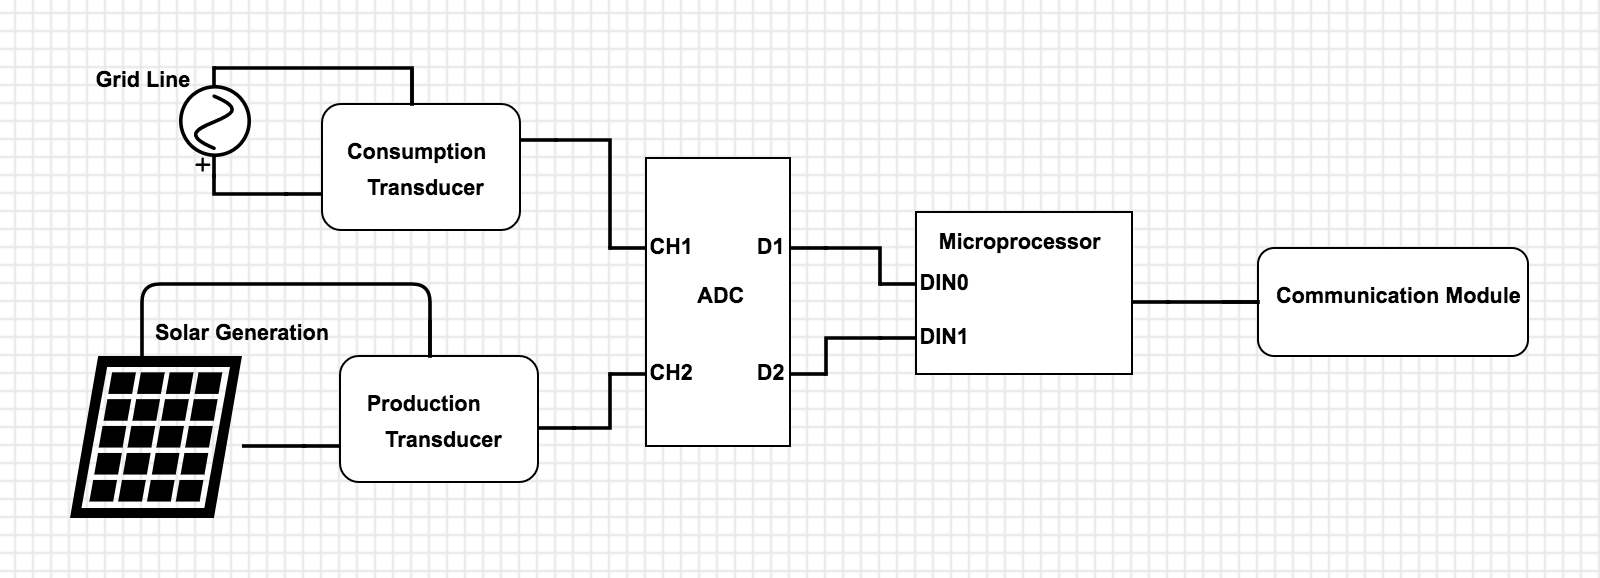 Grid Line
+
Consumption
Transducer
CH1
D1
ADC
CH2
D2
Microprocessor
DIN0
DIN1
Communication Module
Solar Generation
Production
Transducer